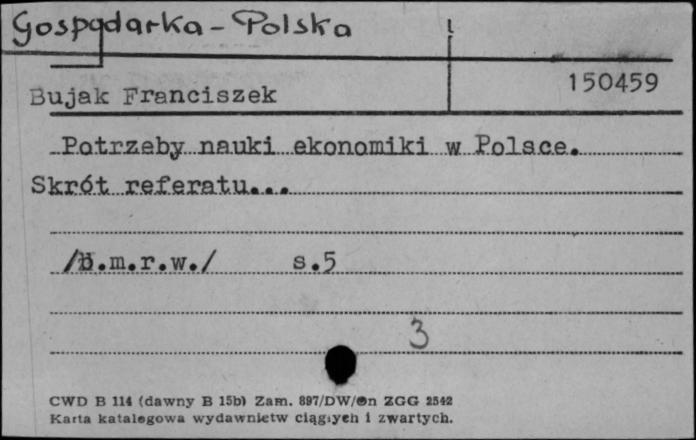 Gospodarka - Polska
150459
Bujak Franciszek
Potrzeby nauki ekonomiki w Polsce.
Skrót referatu...
/b.m.r.w./ s.5
3
CWD B 114 (dawny B 15b) Zam. 897/DW/Gn ZGG 2542
Karta katalogowa wydawnictw ciągłych i zwartych.